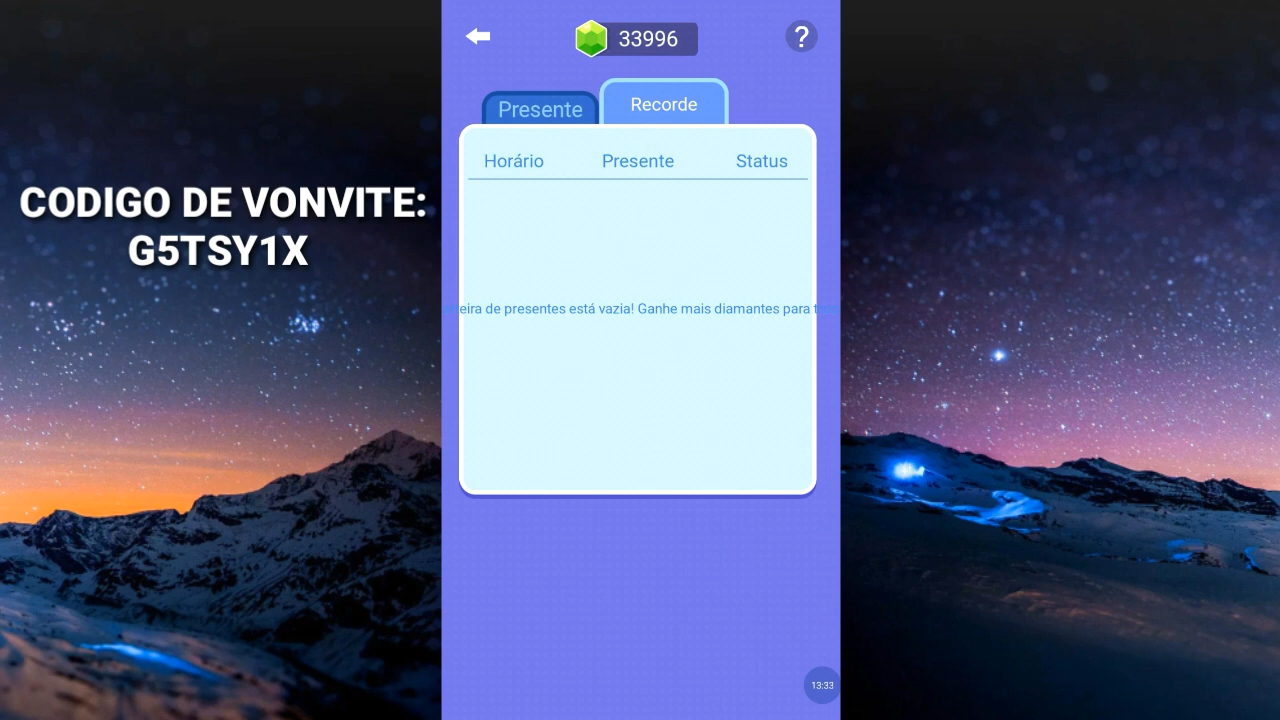 33996
?
Presente
Recorde
Horário Presente Status
CODIGO DE VONVITE:
G5TSY1X
de presentes está vazia! Ganhe mais diamantes para
13:33